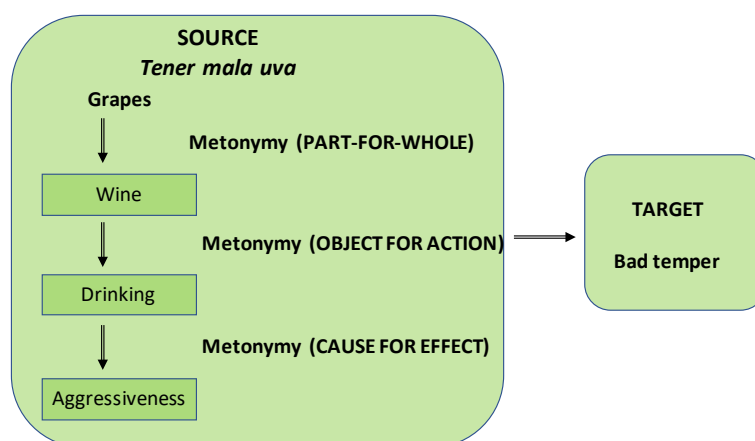 SOURCE
Tener mala uva
Grapes
Metonymy (PART-FOR-WHOLE)
Wine
Metonymy (OBJECT FOR ACTION)
Drinking
Metonymy (CAUSE FOR EFFECT)
Aggressiveness
TARGET
Bad temper